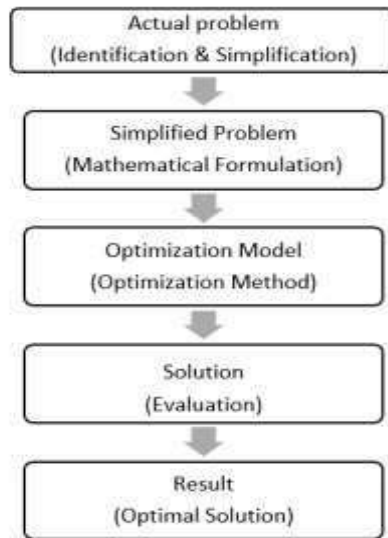 Actual problem
(Identification & Simplification)
Simplified Problem
(Mathematical Formulation)
Optimization Model
(Optimization Method)
Solution
(Evaluation)
Result
(Optimal Solution)